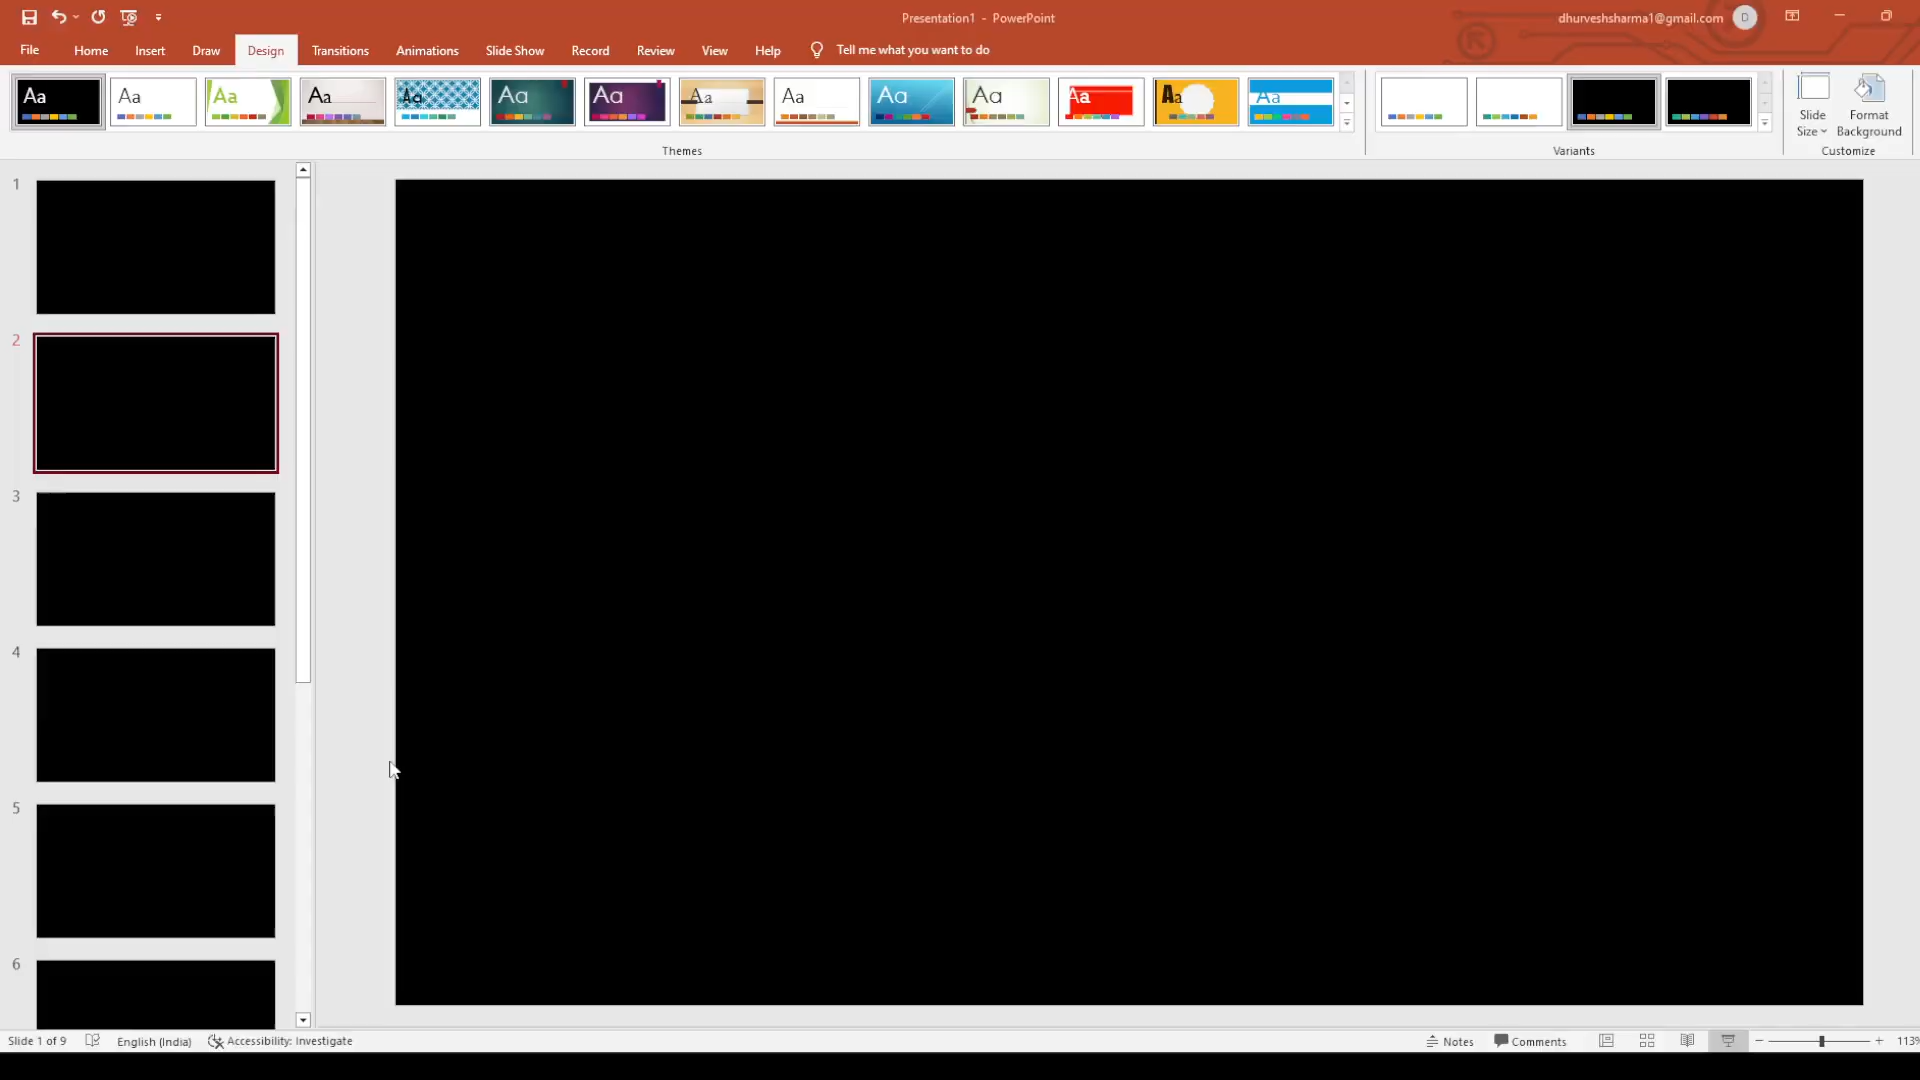 Presentation1 - PowerPoint
dhurveshsharma1@gmail.com D
File Home Insert Draw Design Transitions Animations Slide Show Record Review View Help Tell me what you want to do
Aa Aa Aa Aa Aa Aa Aa Aa Aa Aa Aa Aa Aa Aa
Slide Size
Format Background
Themes Variants Customize
1
2
3
4
5
6
Slide 1 of 9 English (India) Accessibility: Investigate Notes Comments 113%